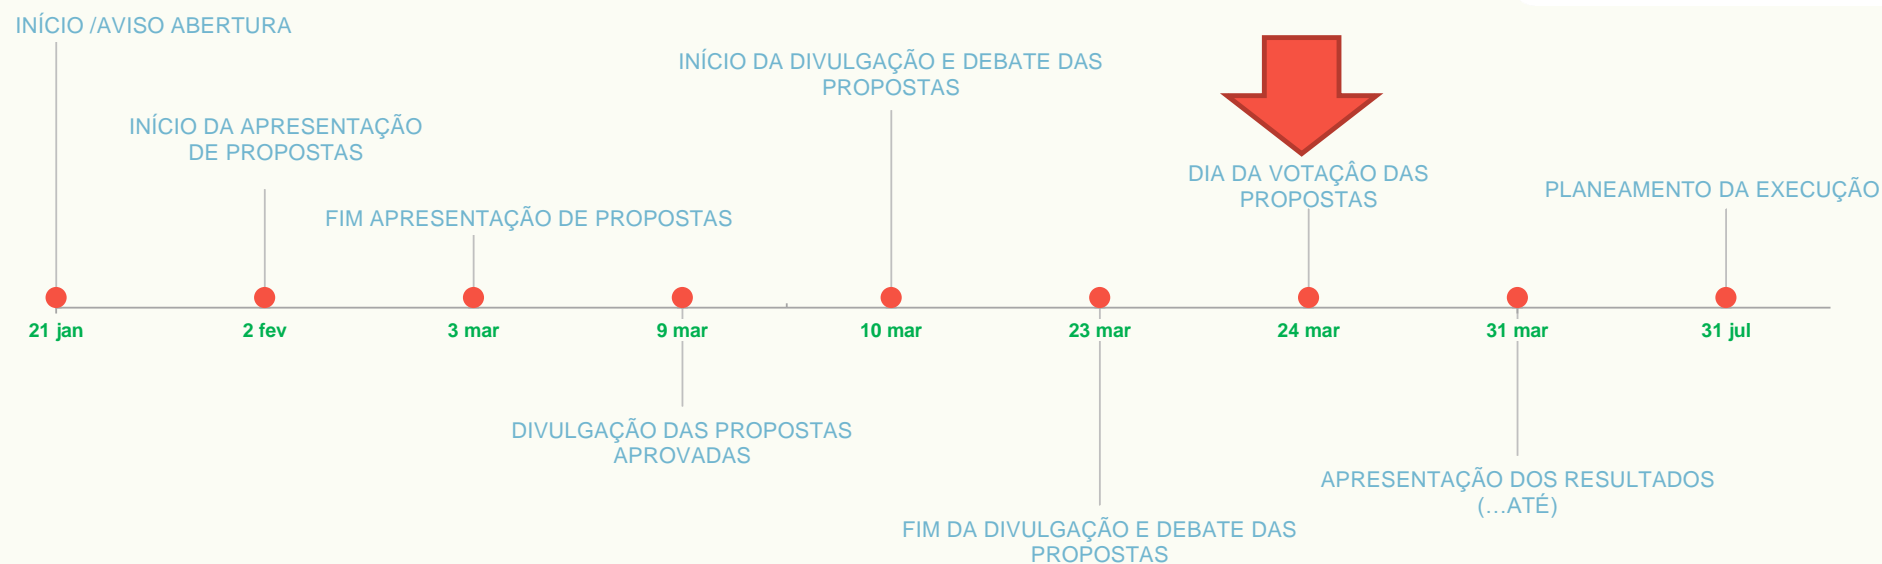 INÍCIO /AVISO ABERTURA
INÍCIO DA APRESENTAÇÃO
DE PROPOSTAS
FIM APRESENTAÇÃO DE PROPOSTAS
INÍCIO DA DIVULGAÇÃO E DEBATE DAS
PROPOSTAS
DIA DA VOTAÇÂO DAS
PROPOSTAS
PLANEAMENTO DA EXECUÇÃO
21 jan
2 fev
3 mar
9 mar
10 mar
23 mar
24 mar
31 mar
31 jul
DIVULGAÇÃO DAS PROPOSTAS
APROVADAS
FIM DA DIVULGAÇÃO E DEBATE DAS
PROPOSTAS
APRESENTAÇÃO DOS RESULTADOS
(…ATÉ)